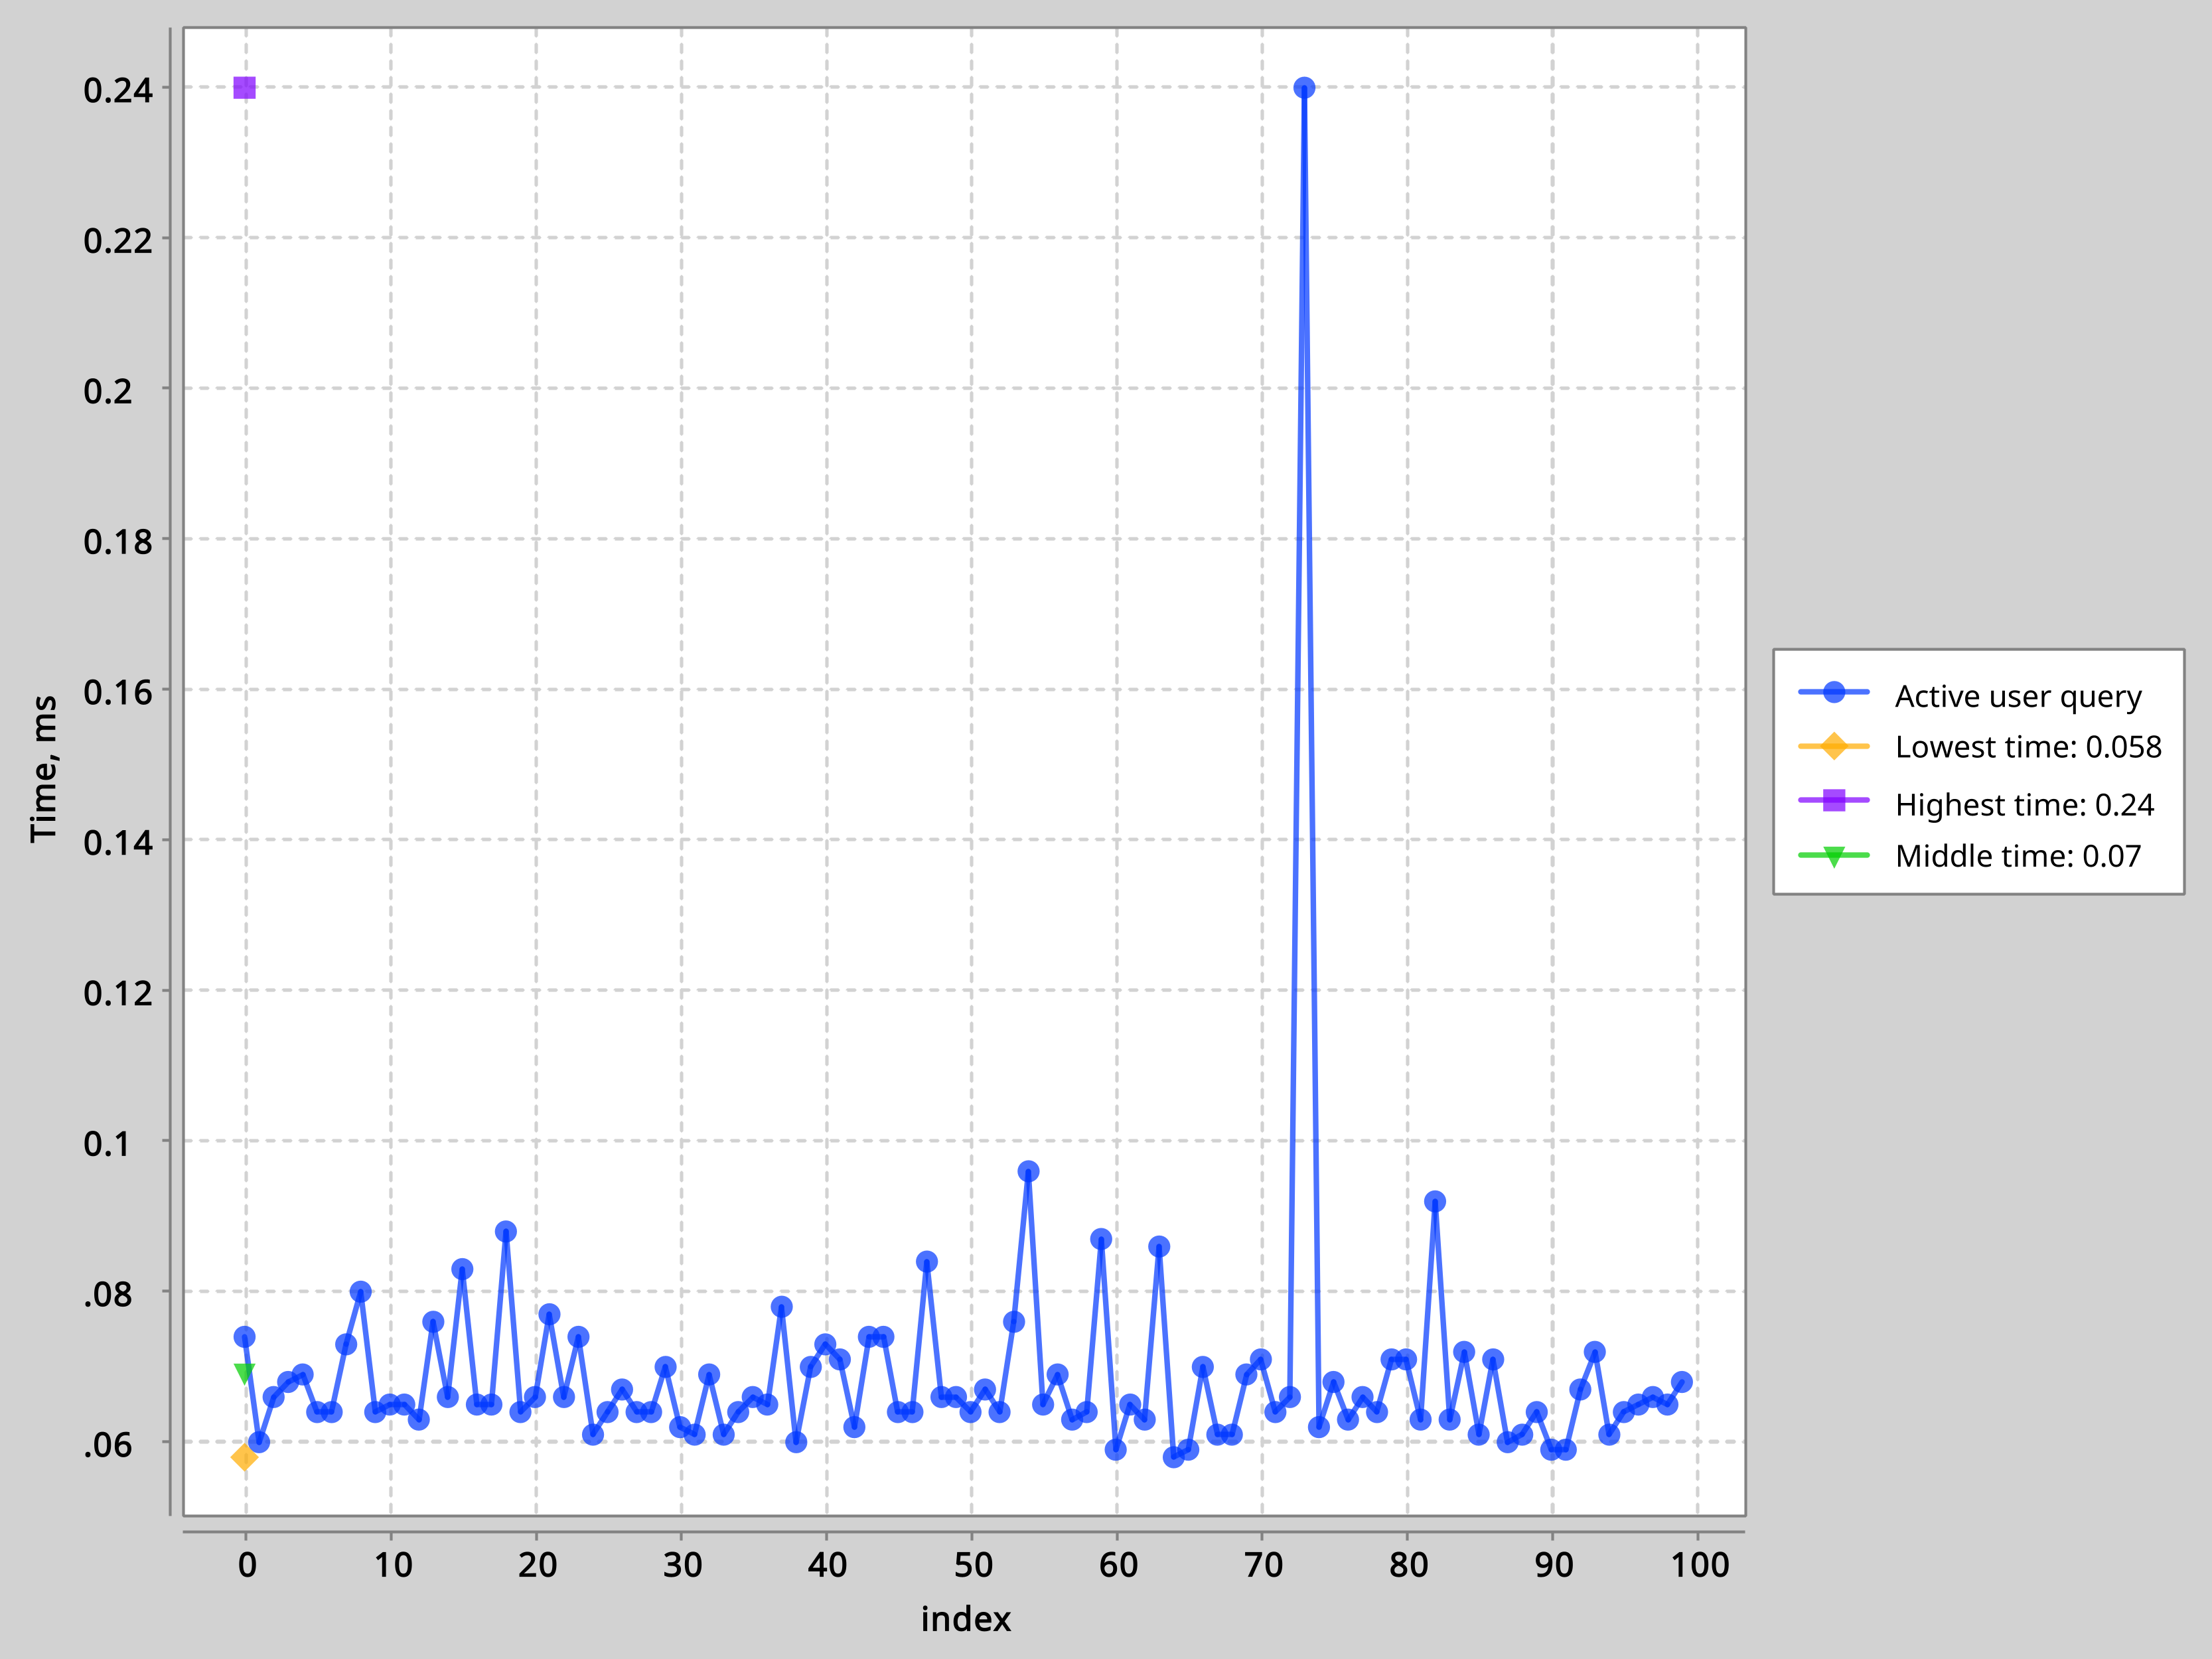 0.24
0.22
0.2
0.18
0.16
0.14
0.12
0.1
.08
.06
Time, ms
0 10 20 30 40 50 60 70 80 90 100
index
Active user query
Lowest time: 0.058
Highest time: 0.24
Middle time: 0.07